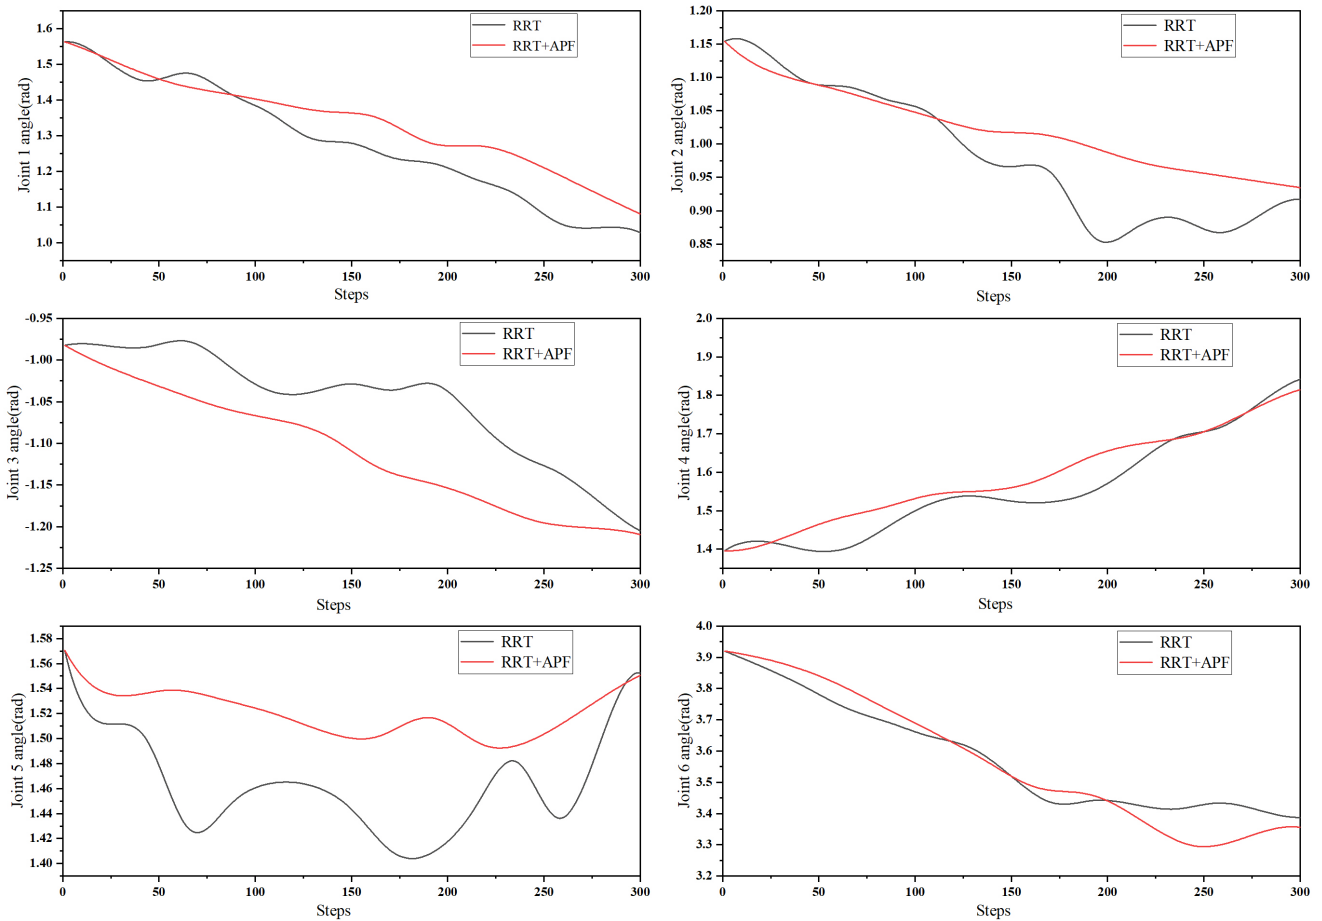 1.6
1.5
1.4
1.3
1.2
1.1
1.0
Joint 1 angle(rad)
RRT
RRT+APF
0 50 100 150 200 250 300
Steps
1.20
1.15
1.10
1.05
1.00
0.95
0.90
0.85
Joint 2 angle(rad)
RRT
RRT+APF
0 50 100 150 200 250 300
Steps
-0.95
-1.00
-1.05
-1.10
-1.15
-1.20
-1.25
Joint 3 angle(rad)
RRT
RRT+APF
0 50 100 150 200 250 300
Steps
2.0
1.9
1.8
1.7
1.6
1.5
1.4
Joint 4 angle(rad)
RRT
RRT+APF
0 50 100 150 200 250 300
Steps
1.58
1.56
1.54
1.52
1.50
1.48
1.46
1.44
1.42
1.40
Joint 5 angle(rad)
RRT
RRT+APF
0 50 100 150 200 250 300
Steps
4.0
3.9
3.8
3.7
3.6
3.5
3.4
3.3
3.2
Joint 6 angle(rad)
RRT
RRT+APF
0 50 100 150 200 250 300
Steps